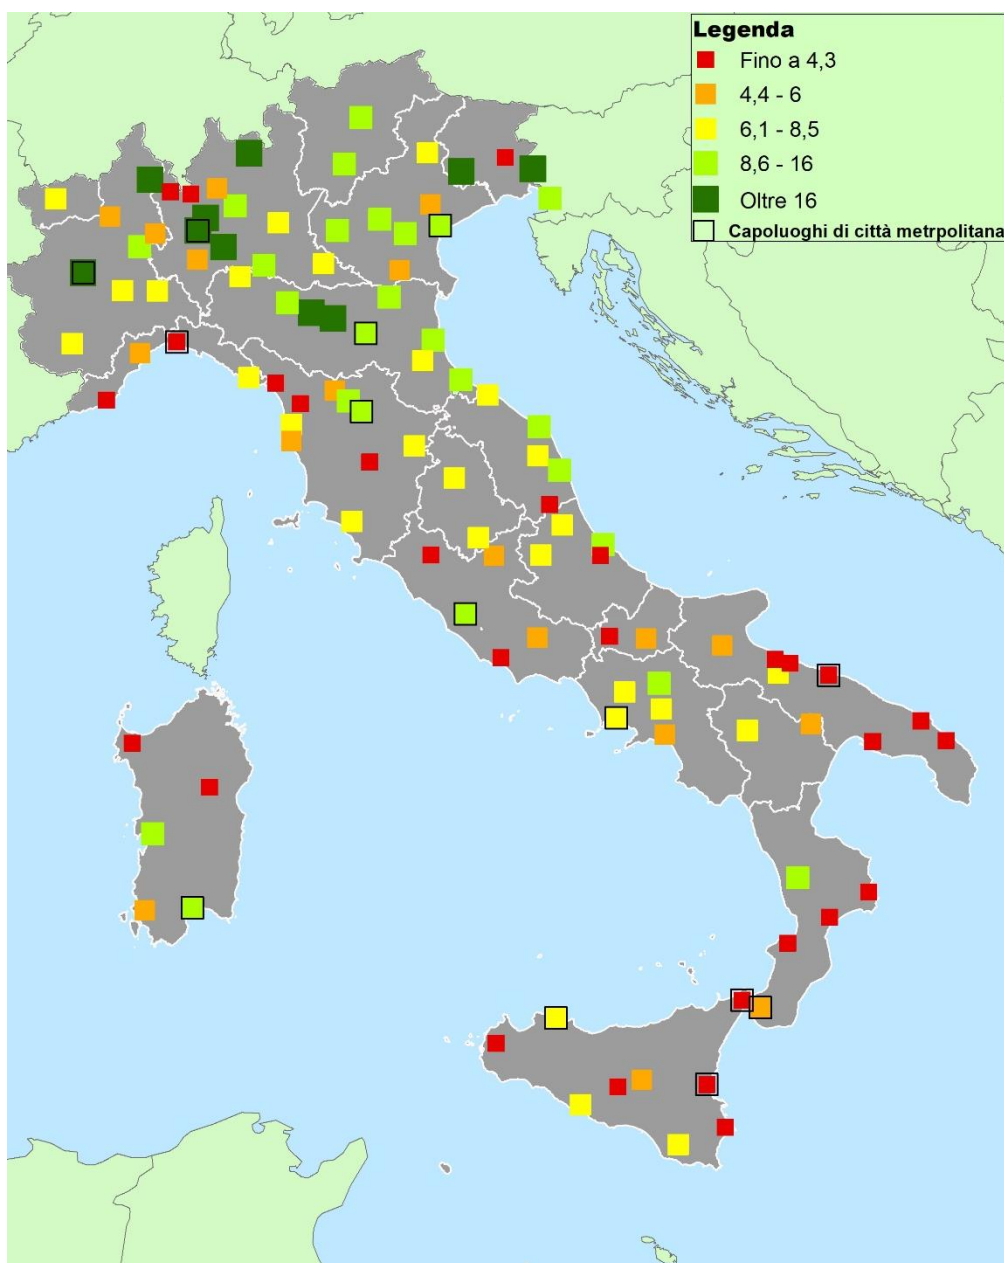 Legenda
Fino a 4,3
4,4 - 6
6,1 - 8,5
8,6 - 16
Oltre 16
Capoluoghi di città metrpolitana